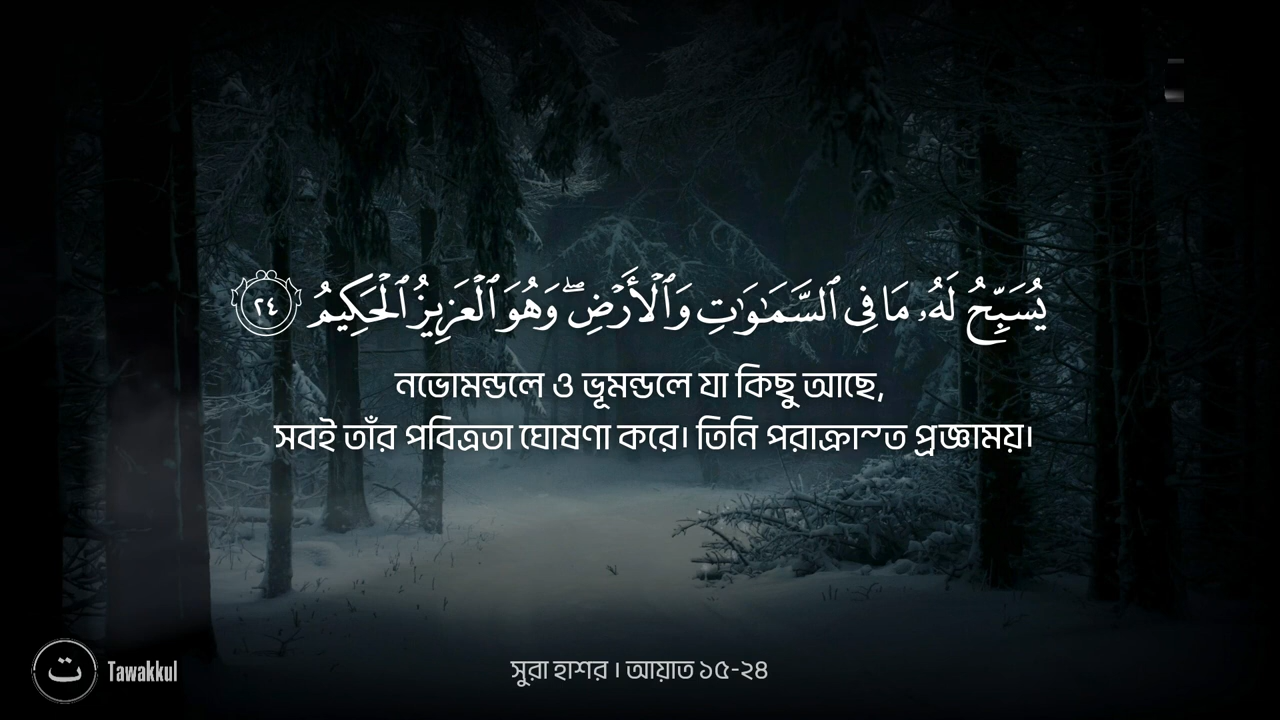 يُسَبِّحُ لَهُۥ مَا فِى ٱلسَّمَـٰوَٰتِ وَٱلْأَرْضِ ۖ وَهُوَ ٱلْعَزِيزُ ٱلْحَكِيمُ ٢٤
নভোমন্ডলে ও ভূমন্ডলে যা কিছু আছে,
সবই তাঁর পবিত্রতা ঘোষণা করে। তিনি পরাক্রান্ত প্রজ্ঞাময়।
ت Tawakkul
সুরা হাশর । আয়াত ১৫-২৪